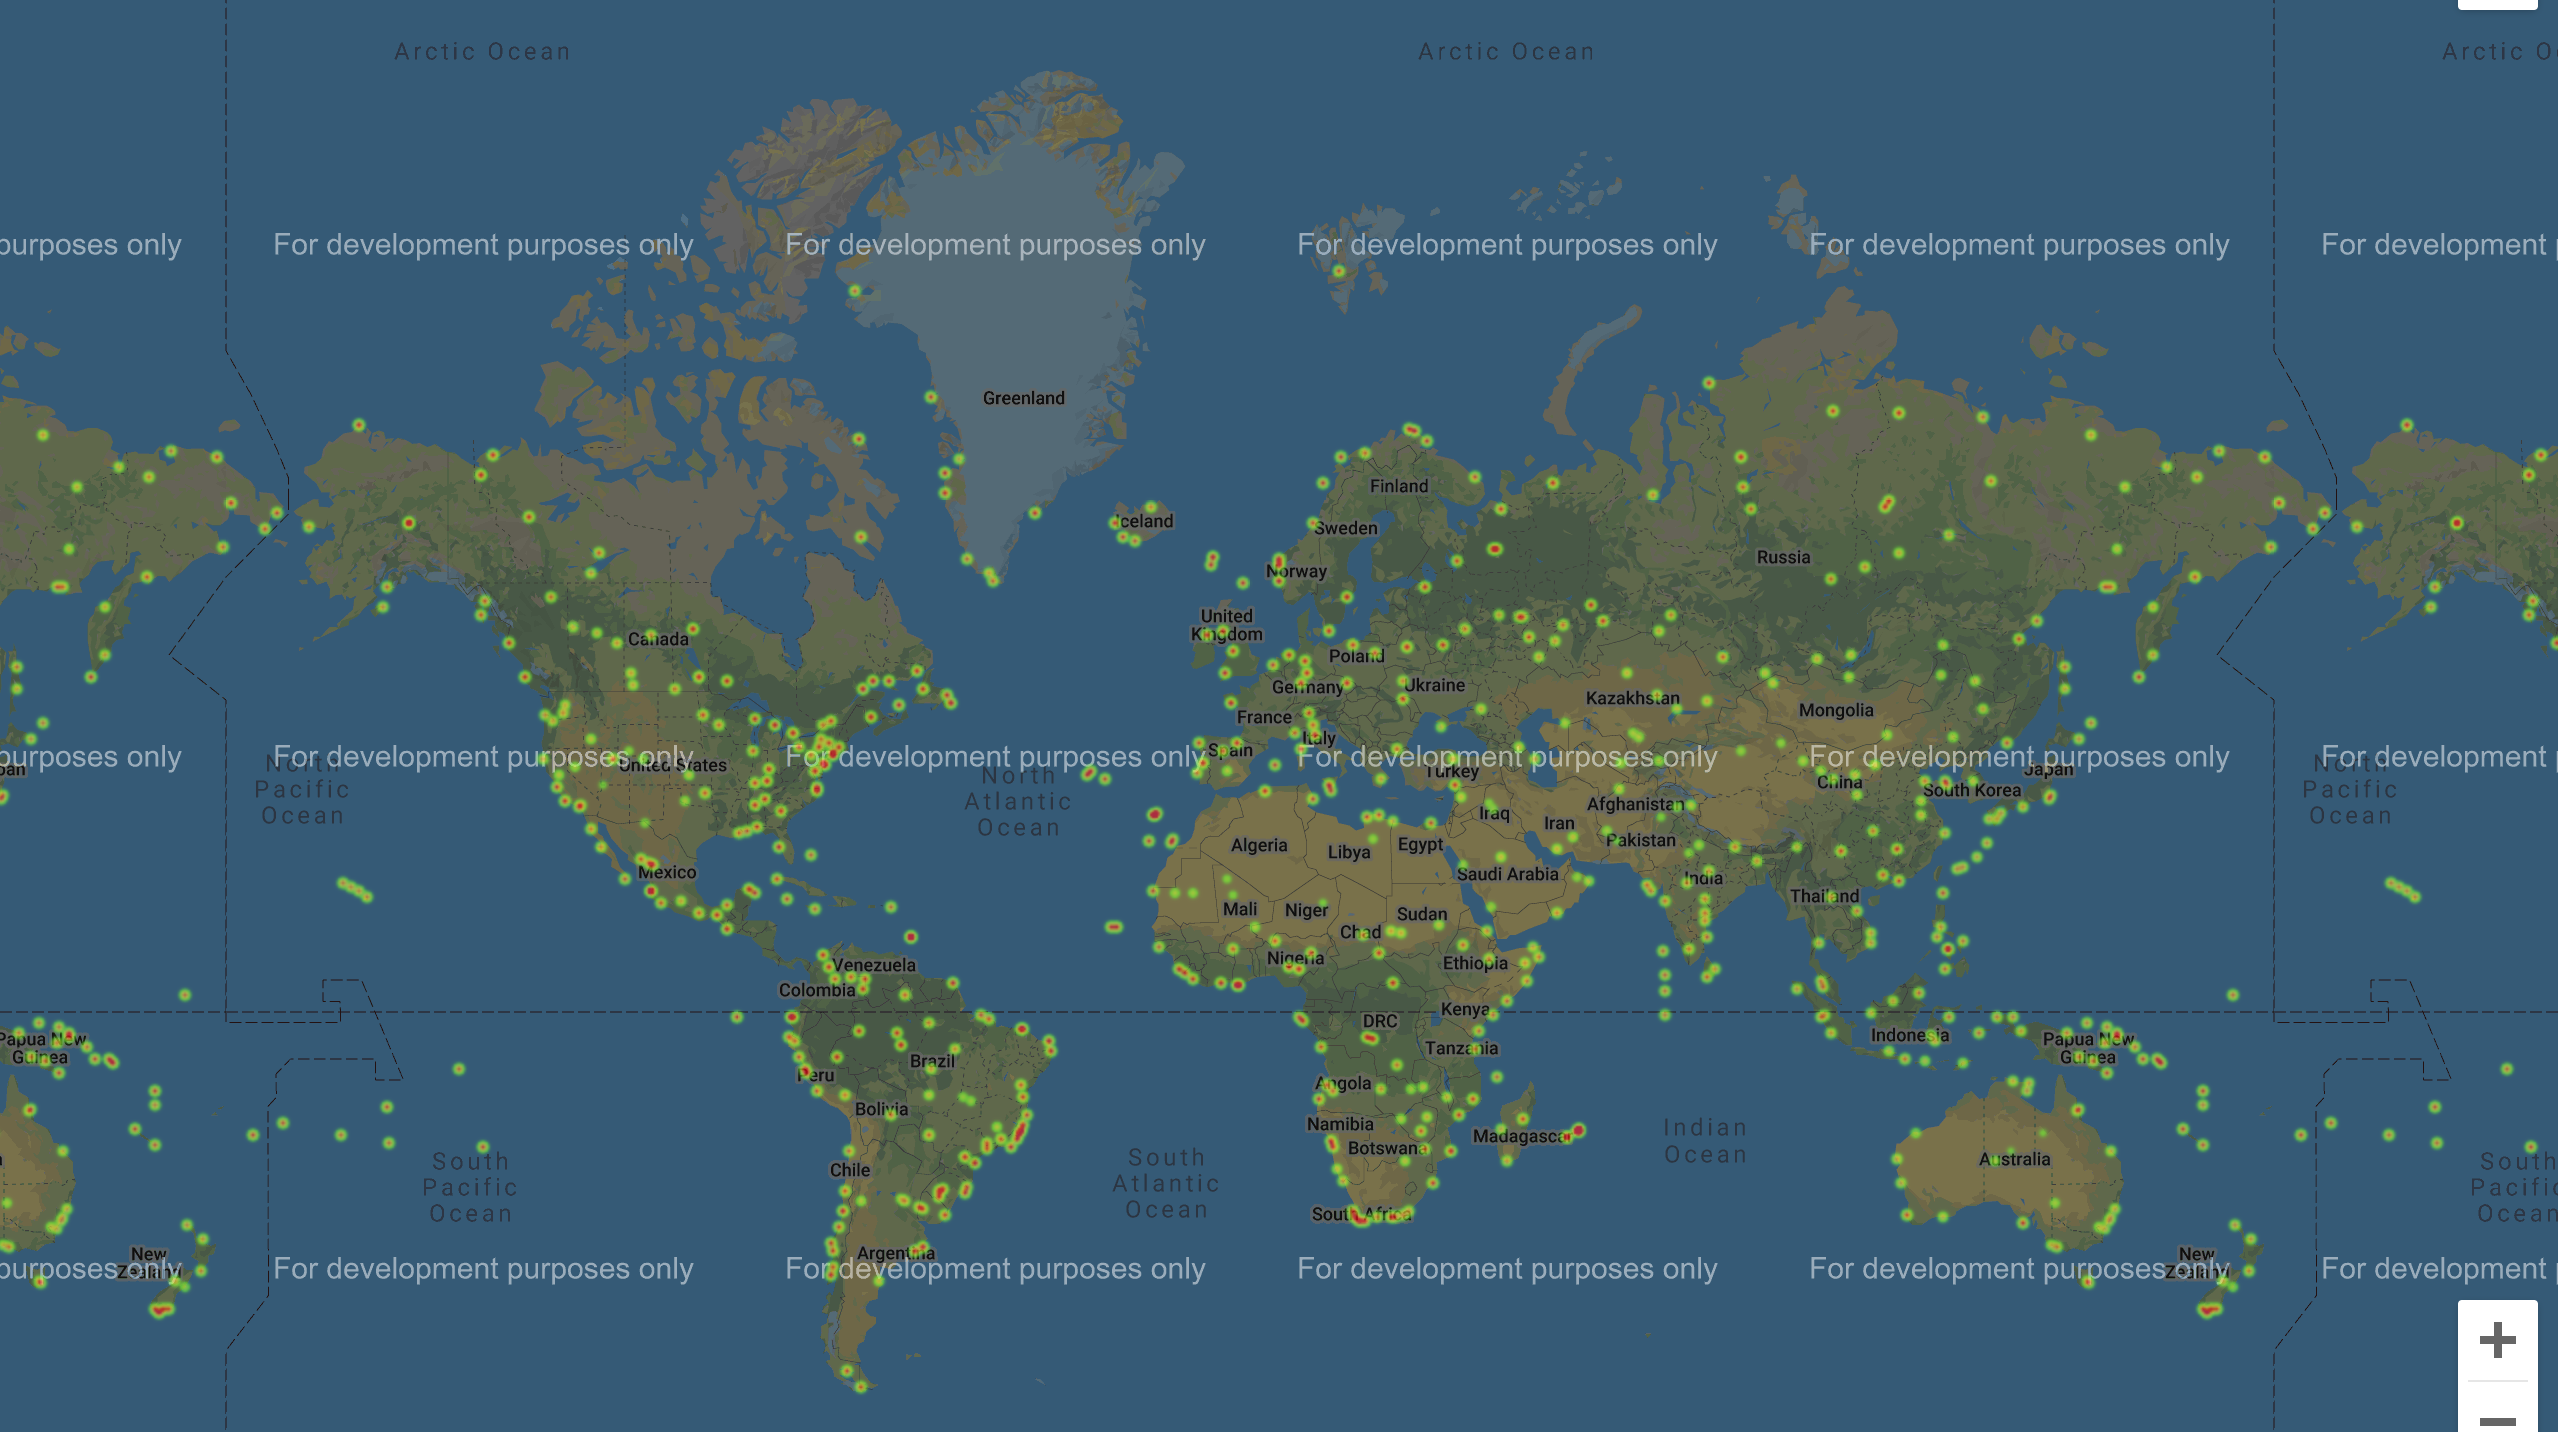 Arctic Ocean
Arctic Ocean
Arctic O
purposes only
For development purposes only
For development purposes only
For development purposes only
For development purposes only
For development p
Greenland
Finland
Iceland
Sweden
Russia
Norway
United
Kingdom
Canada
Poland
Germany
Ukraine
Kazakhstan
Mongolia
France
Italy
Spain
purposes only
For development purposes only
For development purposes only
For development purposes only
For development purposes only
For development p
North
Pacific
Ocean
United States
North
Atlantic
Ocean
Turkey
China
Japan
South Korea
North
Pacific
Ocean
Afghanistan
Iraq
Iran
Pakistan
Algeria
Libya
Egypt
Mexico
Saudi Arabia
India
Thailand
Mali
Niger
Sudan
Chad
Nigeria
Ethiopia
Venezuela
Colombia
Kenya
DRC
Papua New
Guinea
Indonesia
Papua New
Guinea
Tanzania
Brazil
Peru
Angola
Bolivia
Namibia
Botswana
Madagascar
Indian
Ocean
Chile
South
Pacific
Ocean
South
Atlantic
Ocean
Australia
South
Pacific
Ocean
South Africa
New
Zealand
Argentina
New
Zealand
purposes only
For development purposes only
For development purposes only
For development purposes only
For development purposes only
For development p